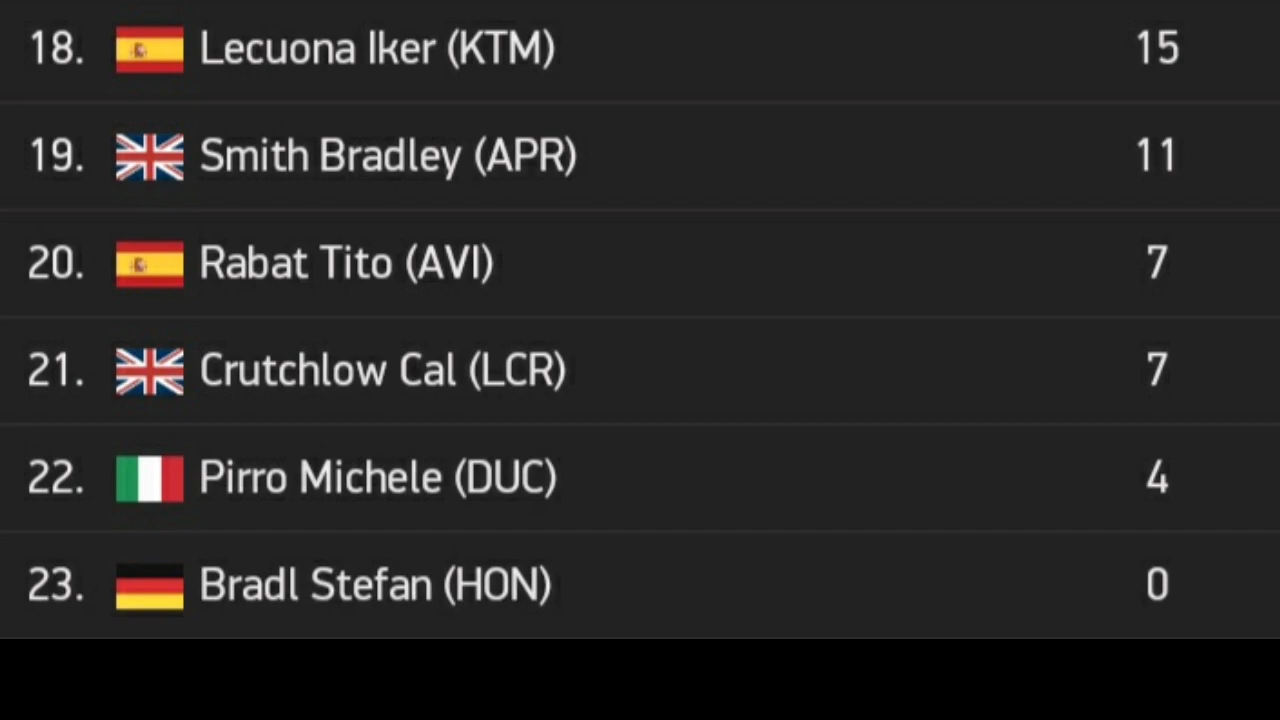 18. Lecuona Iker (KTM) 15
19. Smith Bradley (APR) 11
20. Rabat Tito (AVI) 7
21. Crutchlow Cal (LCR) 7
22. Pirro Michele (DUC) 4
23. Bradl Stefan (HON) 0